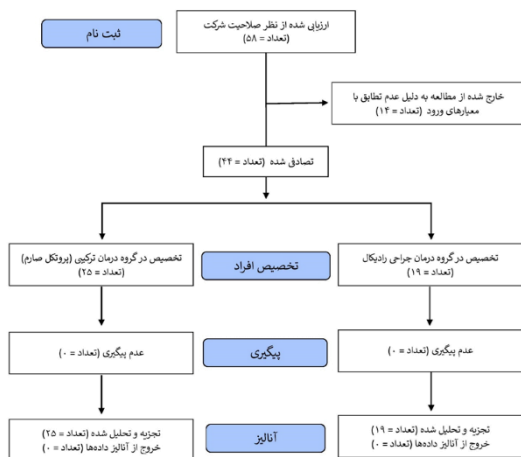 ثبت نام
ارزیابی شده از نظر صلاحیت شرکت
(تعداد = ۵۸)
خارج شده از مطالعه به دلیل عدم تطابق با
معیارهای ورود (تعداد = ۱۴)
تصادفی شده (تعداد = ۴۴)
تخصیص در گروه درمان جراحی رادیکال
(تعداد = ۱۹)
تخصیص افراد
تخصیص در گروه درمان ترکیبی (پروتکل صارم)
(تعداد = ۲۵)
عدم پیگیری (تعداد = ۰)
پیگیری
عدم پیگیری (تعداد = ۰)
تجزیه و تحلیل شده (تعداد = ۱۹)
خروج از آنالیز داده‌ها (تعداد = ۰)
آنالیز
تجزیه و تحلیل شده (تعداد = ۲۵)
خروج از آنالیز داده‌ها (تعداد = ۰)